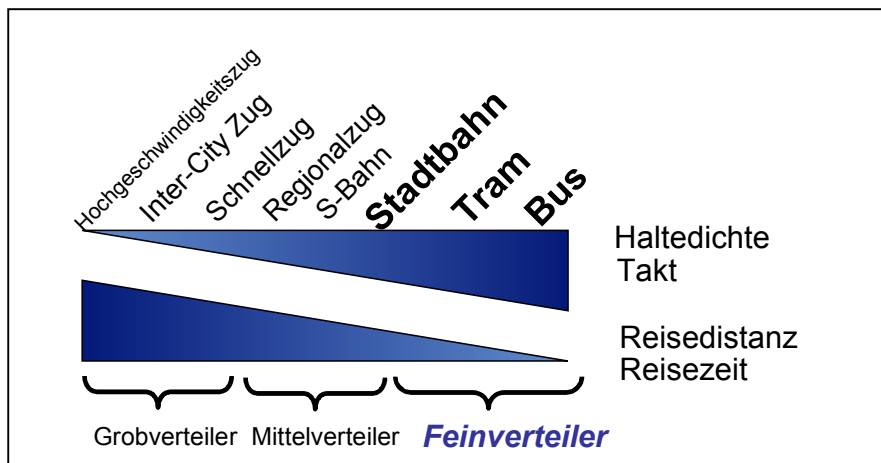 Hochgeschwindigkeitszug
Inter-City Zug
Schnellzug
Regionalzug
S-Bahn
Stadtbahn
Tram
Bus
Haltedichte
Takt
Reisedistanz
Reisezeit
Grobverteiler
Mittelverteiler
Feinverteiler